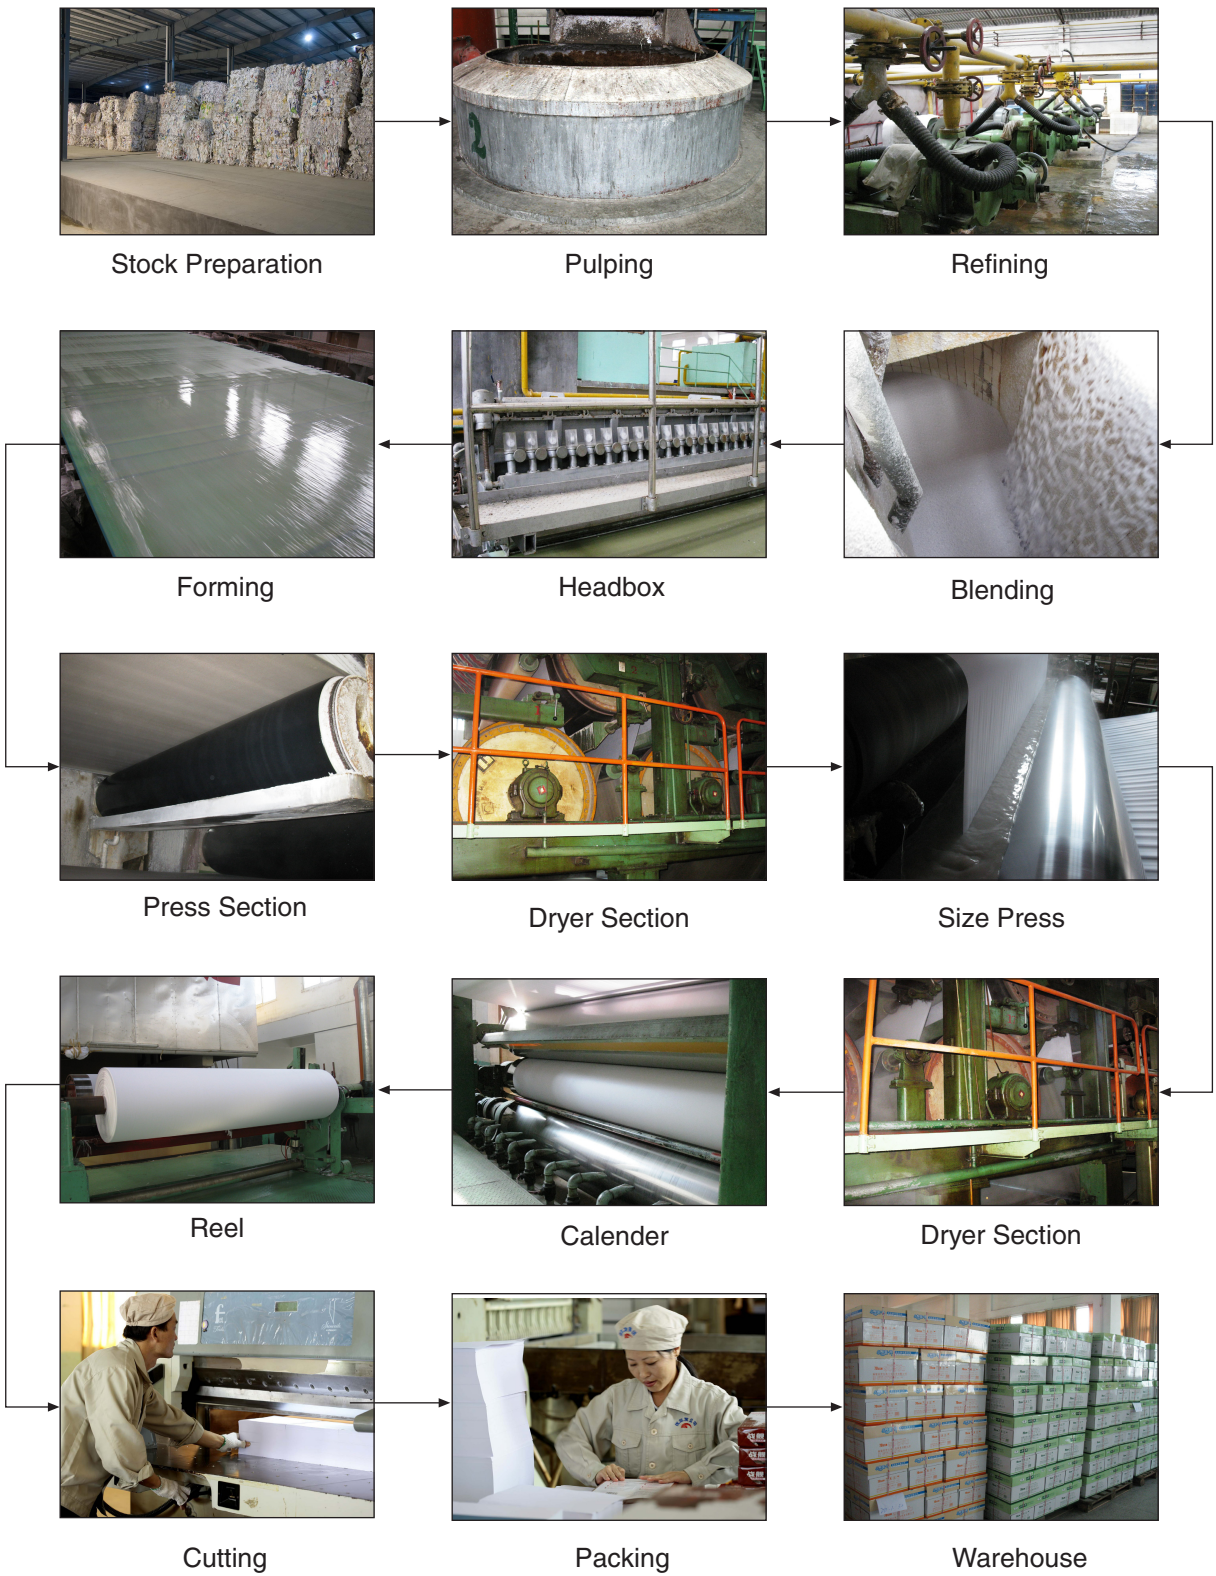 Stock Preparation
Pulping
2
Refining
Forming
Headbox
Blending
Press Section
Dryer Section
Size Press
Reel
Calender
Dryer Section
Cutting
Packing
Warehouse